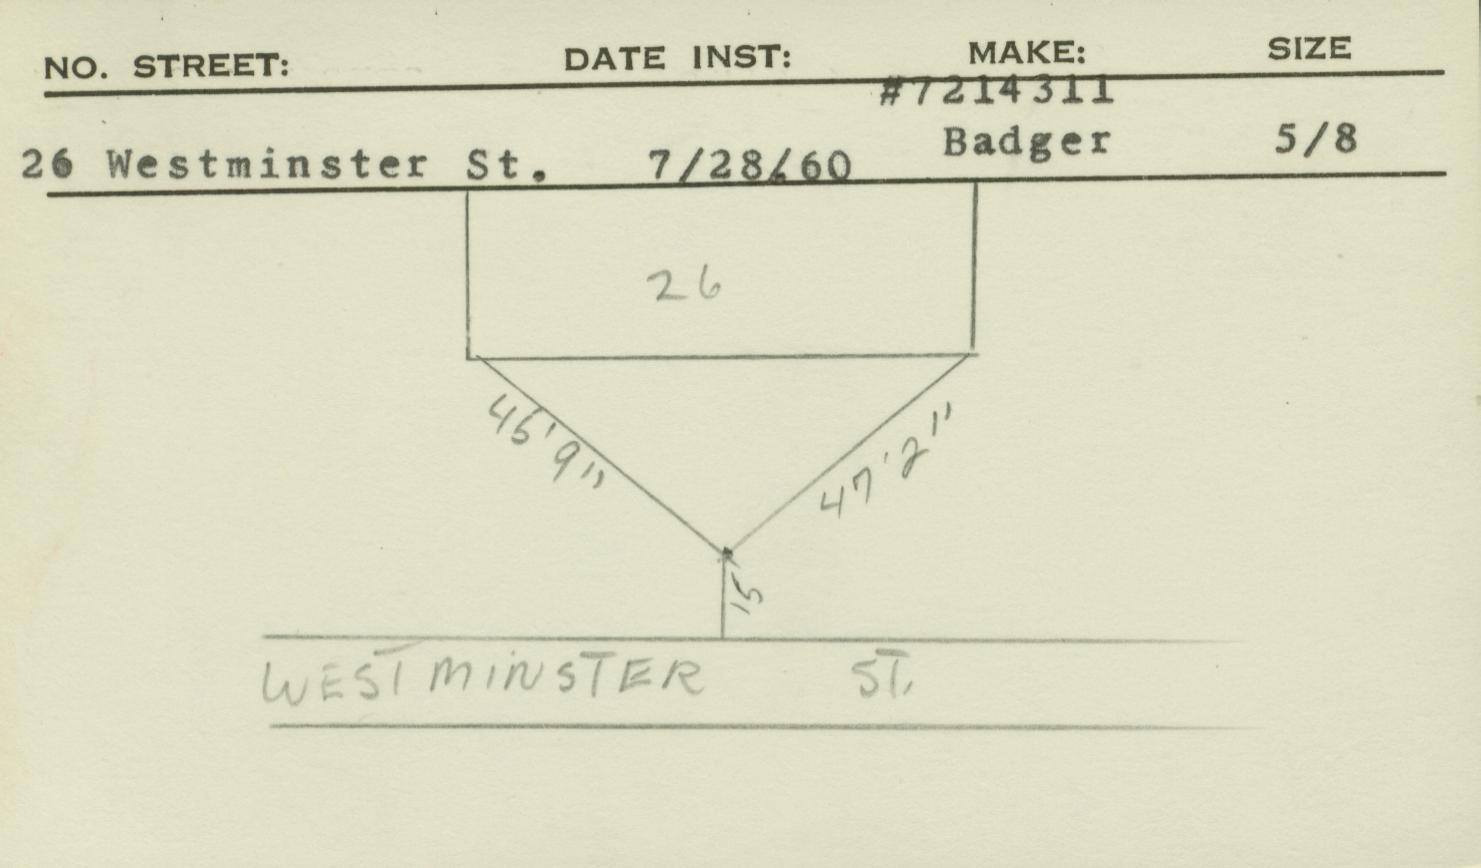 NO. STREET: DATE INST: MAKE: SIZE
#7214311
26 Westminster St. 7/28/60 Badger 5/8
26
46'9"
47'2"
15'
WESTMINSTER ST.